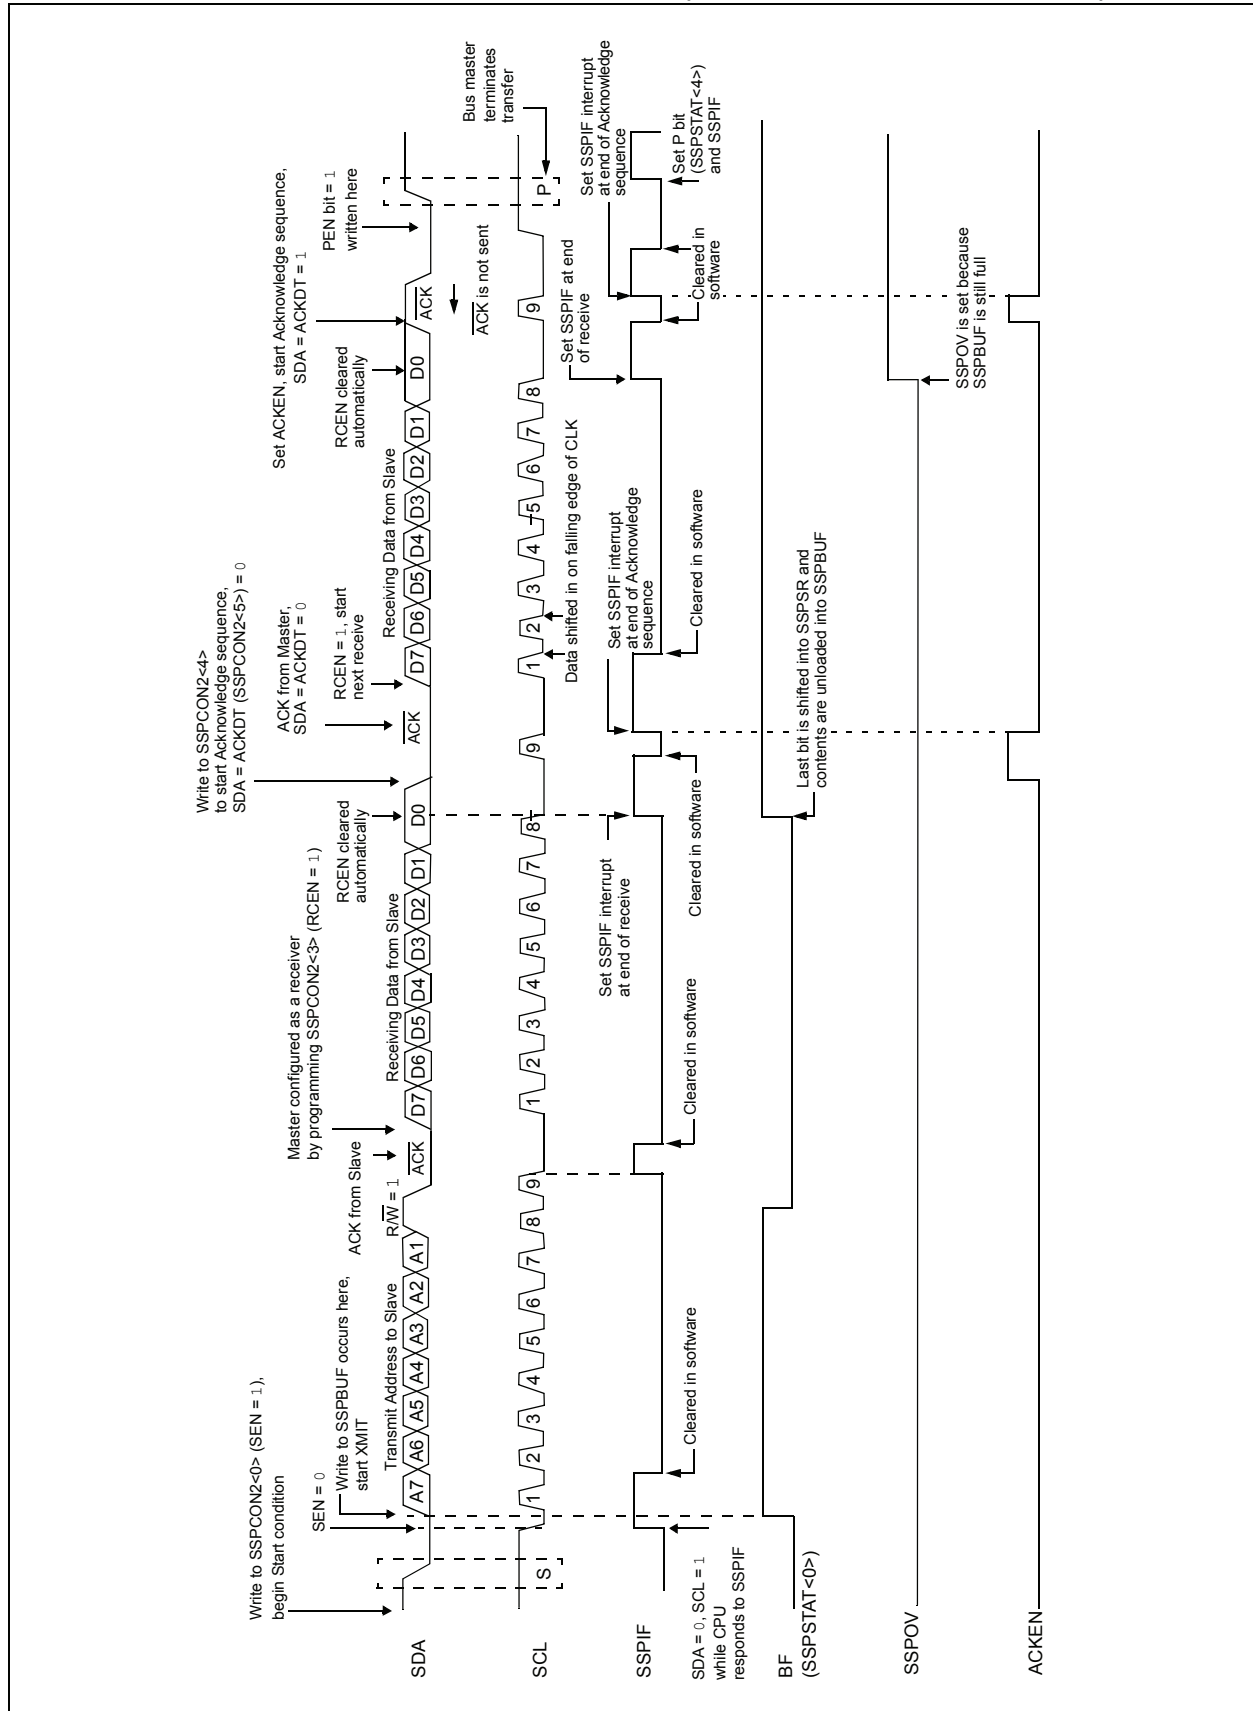 Write to SSPCON2<0> (SEN = 1),
begin Start condition
SEN = 0
Write to SSPBUF occurs here,
start XMIT
ACK from Slave
Master configured as a receiver
by programming SSPCON2<3> (RCEN = 1)
RCEN cleared
automatically
Write to SSPCON2<4>
to start Acknowledge sequence,
SDA = ACKDT (SSPCON2<5>) = 0
ACK from Master,
SDA = ACKDT = 0
RCEN = 1, start
next receive
RCEN cleared
automatically
Set ACKEN, start Acknowledge sequence,
SDA = ACKDT = 1
PEN bit = 1
written here
Transmit Address to Slave
R/W = 1
Receiving Data from Slave
Receiving Data from Slave
SDA
A7 A6 A5 A4 A3 A2 A1 ACK D7 D6 D5 D4 D3 D2 D1 D0 ACK D7 D6 D5 D4 D3 D2 D1 D0 ACK
ACK is not sent
Bus master
terminates
transfer
SCL
S 1 2 3 4 5 6 7 8 9 1 2 3 4 5 6 7 8 9 1 2 3 4 5 6 7 8 9 P
Data shifted in on falling edge of CLK
Set SSPIF interrupt
at end of receive
Set SSPIF interrupt
at end of Acknowledge
sequence
Set SSPIF at end
of receive
Set SSPIF interrupt
at end of Acknowledge
sequence
SSPIF
SDA = 0, SCL = 1
while CPU
responds to SSPIF
Cleared in software
Cleared in software
Cleared in software
Cleared in software
Cleared in
software
Set P bit
(SSPSTAT<4>)
and SSPIF
BF
(SSPSTAT<0>)
Last bit is shifted into SSPSR and
contents are unloaded into SSPBUF
SSPOV
SSPOV is set because
SSPBUF is still full
ACKEN